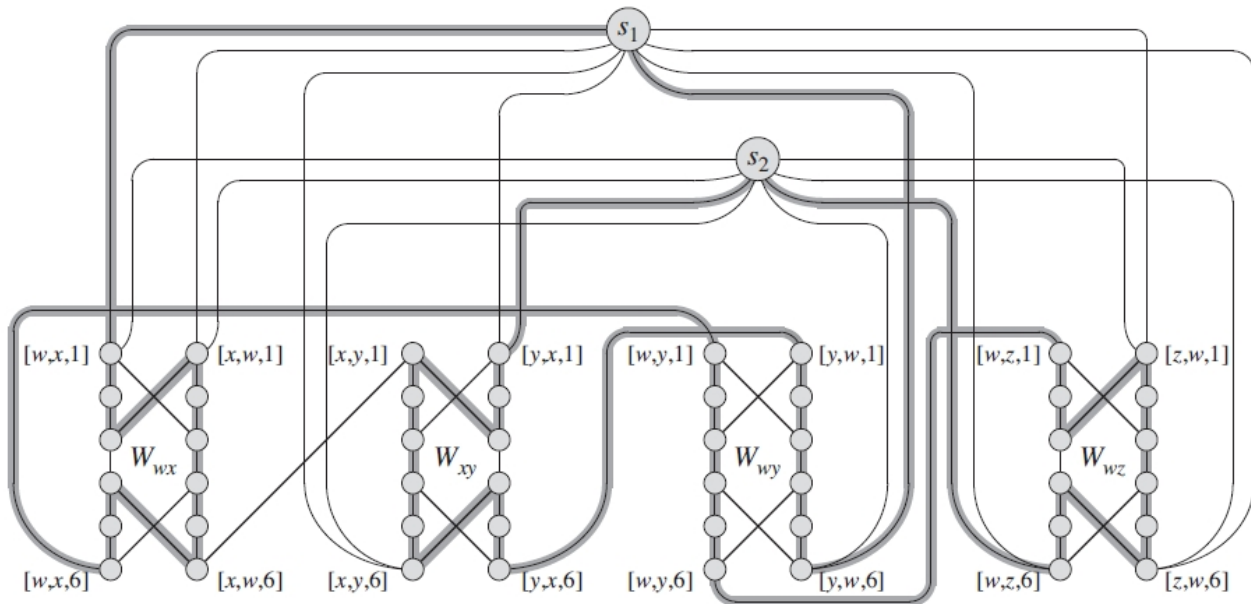 s1
s2
[w,x,1] [x,w,1] [x,y,1] [y,x,1] [w,y,1] [y,w,1] [w,z,1] [z,w,1]
Wwx Wxy Wwy Wwz
[w,x,6] [x,w,6] [x,y,6] [y,x,6] [w,y,6] [y,w,6] [w,z,6] [z,w,6]